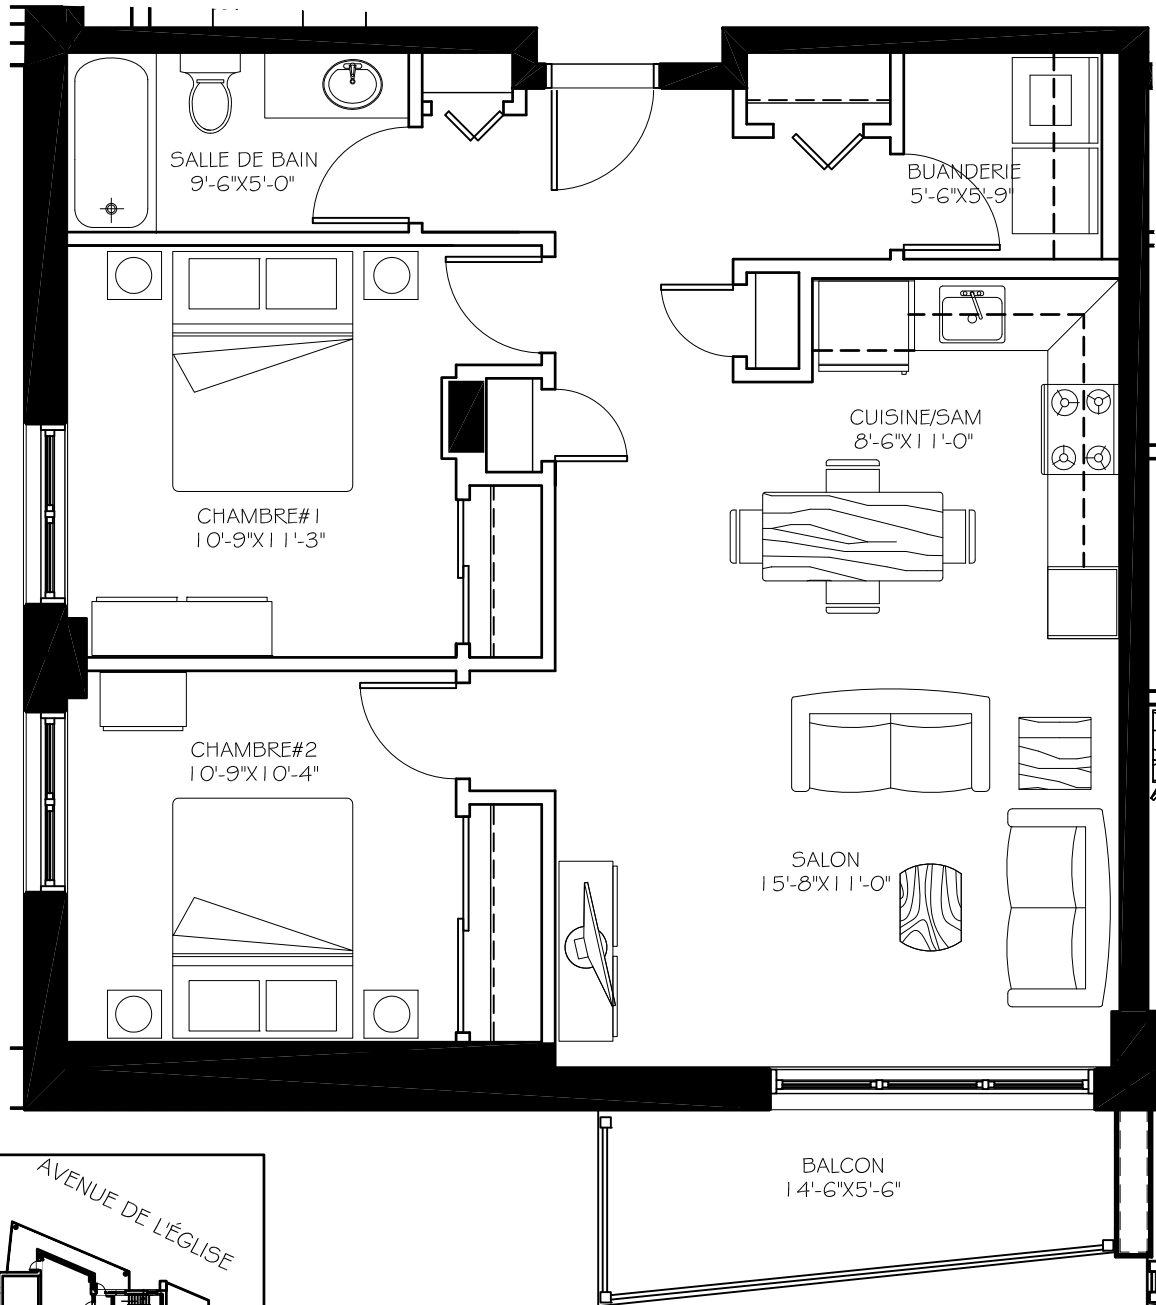 SALLE DE BAIN
9'-6"X5'-0"
BUANDERIE
5'-6"X5'-9"
CUISINE/SAM
8'-6"X11'-0"
CHAMBRE#1
10'-9"X11'-3"
CHAMBRE#2
10'-9"X10'-4"
SALON
15'-8"X11'-0"
BALCON
14'-6"X5'-6"
AVENUE DE L'ÉGLISE